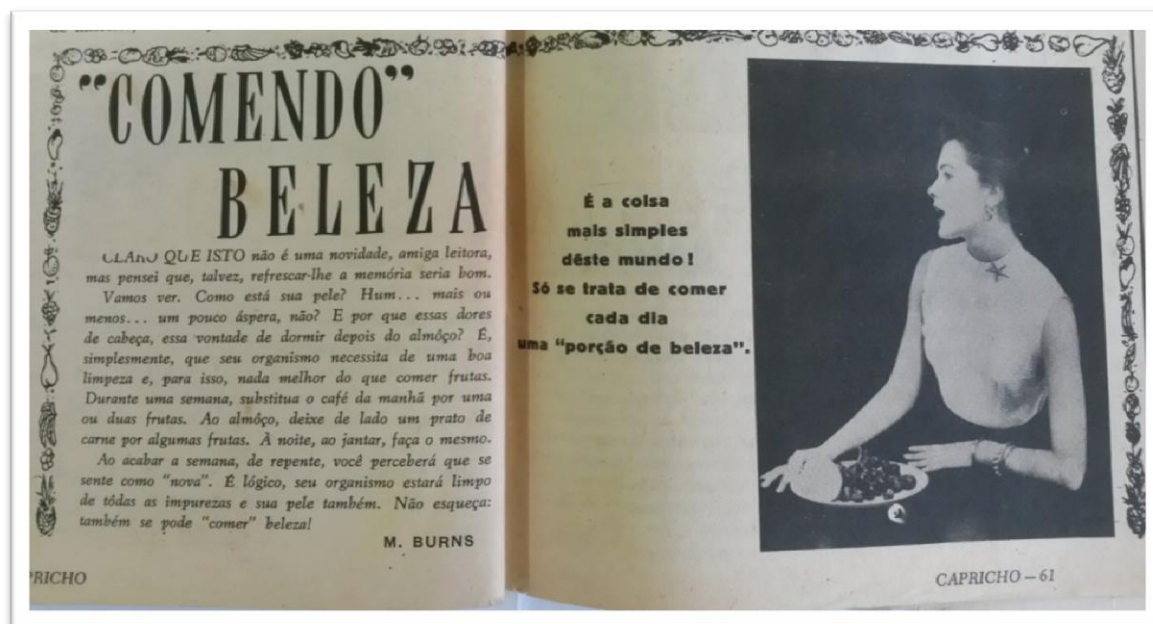 "COMENDO"
BELEZA
CLARO QUE ISTO não é uma novidade, amiga leitora,
mas pensei que, talvez, refrescar-lhe a memória seria bom.
Vamos ver. Como está sua pele? Hum... mais ou
menos... um pouco áspera, não? E por que essas dores
de cabeça, essa vontade de dormir depois do almôço? É,
simplesmente, que seu organismo necessita de uma boa
limpeza e, para isso, nada melhor do que comer frutas.
Durante uma semana, substitua o café da manhã por uma
ou duas frutas. Ao almôço, deixe de lado um prato de
carne por algumas frutas. À noite, ao jantar, faça o mesmo.
Ao acabar a semana, de repente, você perceberá que se
sente como "nova". É lógico, seu organismo estará limpo
de tôdas as impurezas e sua pele também. Não esqueça:
também se pode "comer" beleza!
M. BURNS
PRICHO
É a coisa
mais simples
dêste mundo!
Só se trata de comer
cada dia
uma "porção de beleza".
CAPRICHO — 61